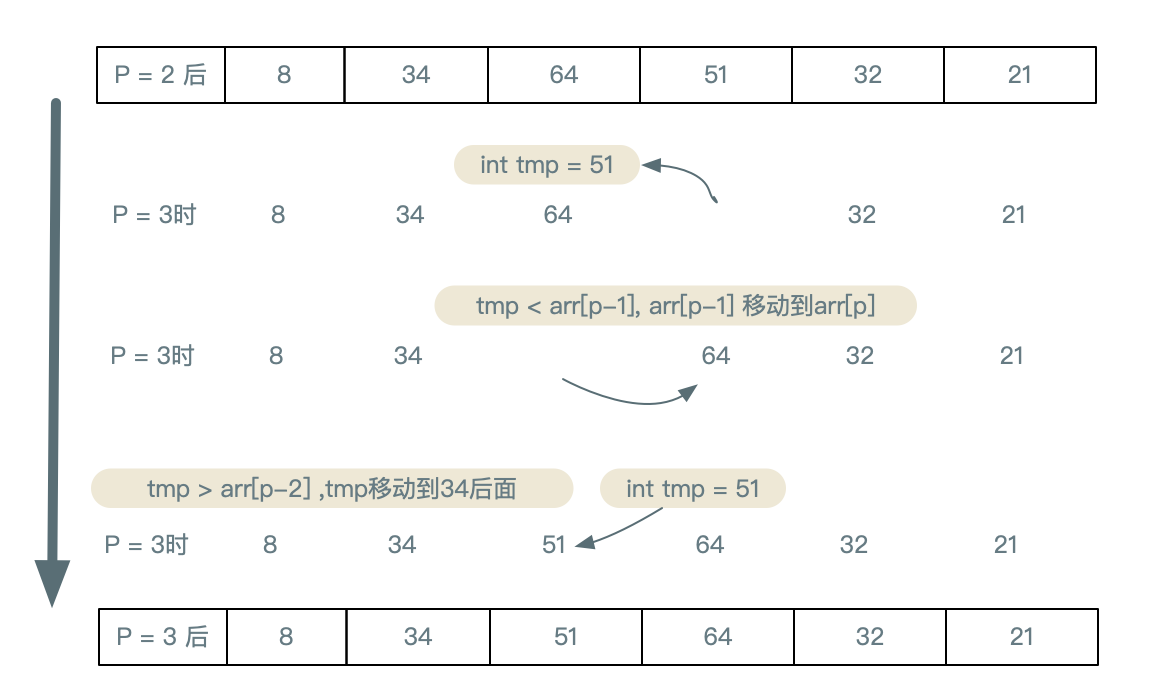 P = 2 后 8 34 64 51 32 21
int tmp = 51
P = 3时 8 34 64 32 21
tmp < arr[p-1], arr[p-1] 移动到arr[p]
P = 3时 8 34 64 32 21
tmp > arr[p-2] ,tmp移动到34后面 int tmp = 51
P = 3时 8 34 51 64 32 21
P = 3 后 8 34 51 64 32 21